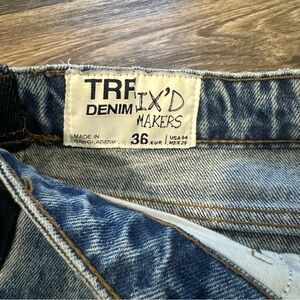 TRF IX'D
DENIM MAKERS
MADE IN
BANGLADESH
36 EUR
USA 04
MEX 26